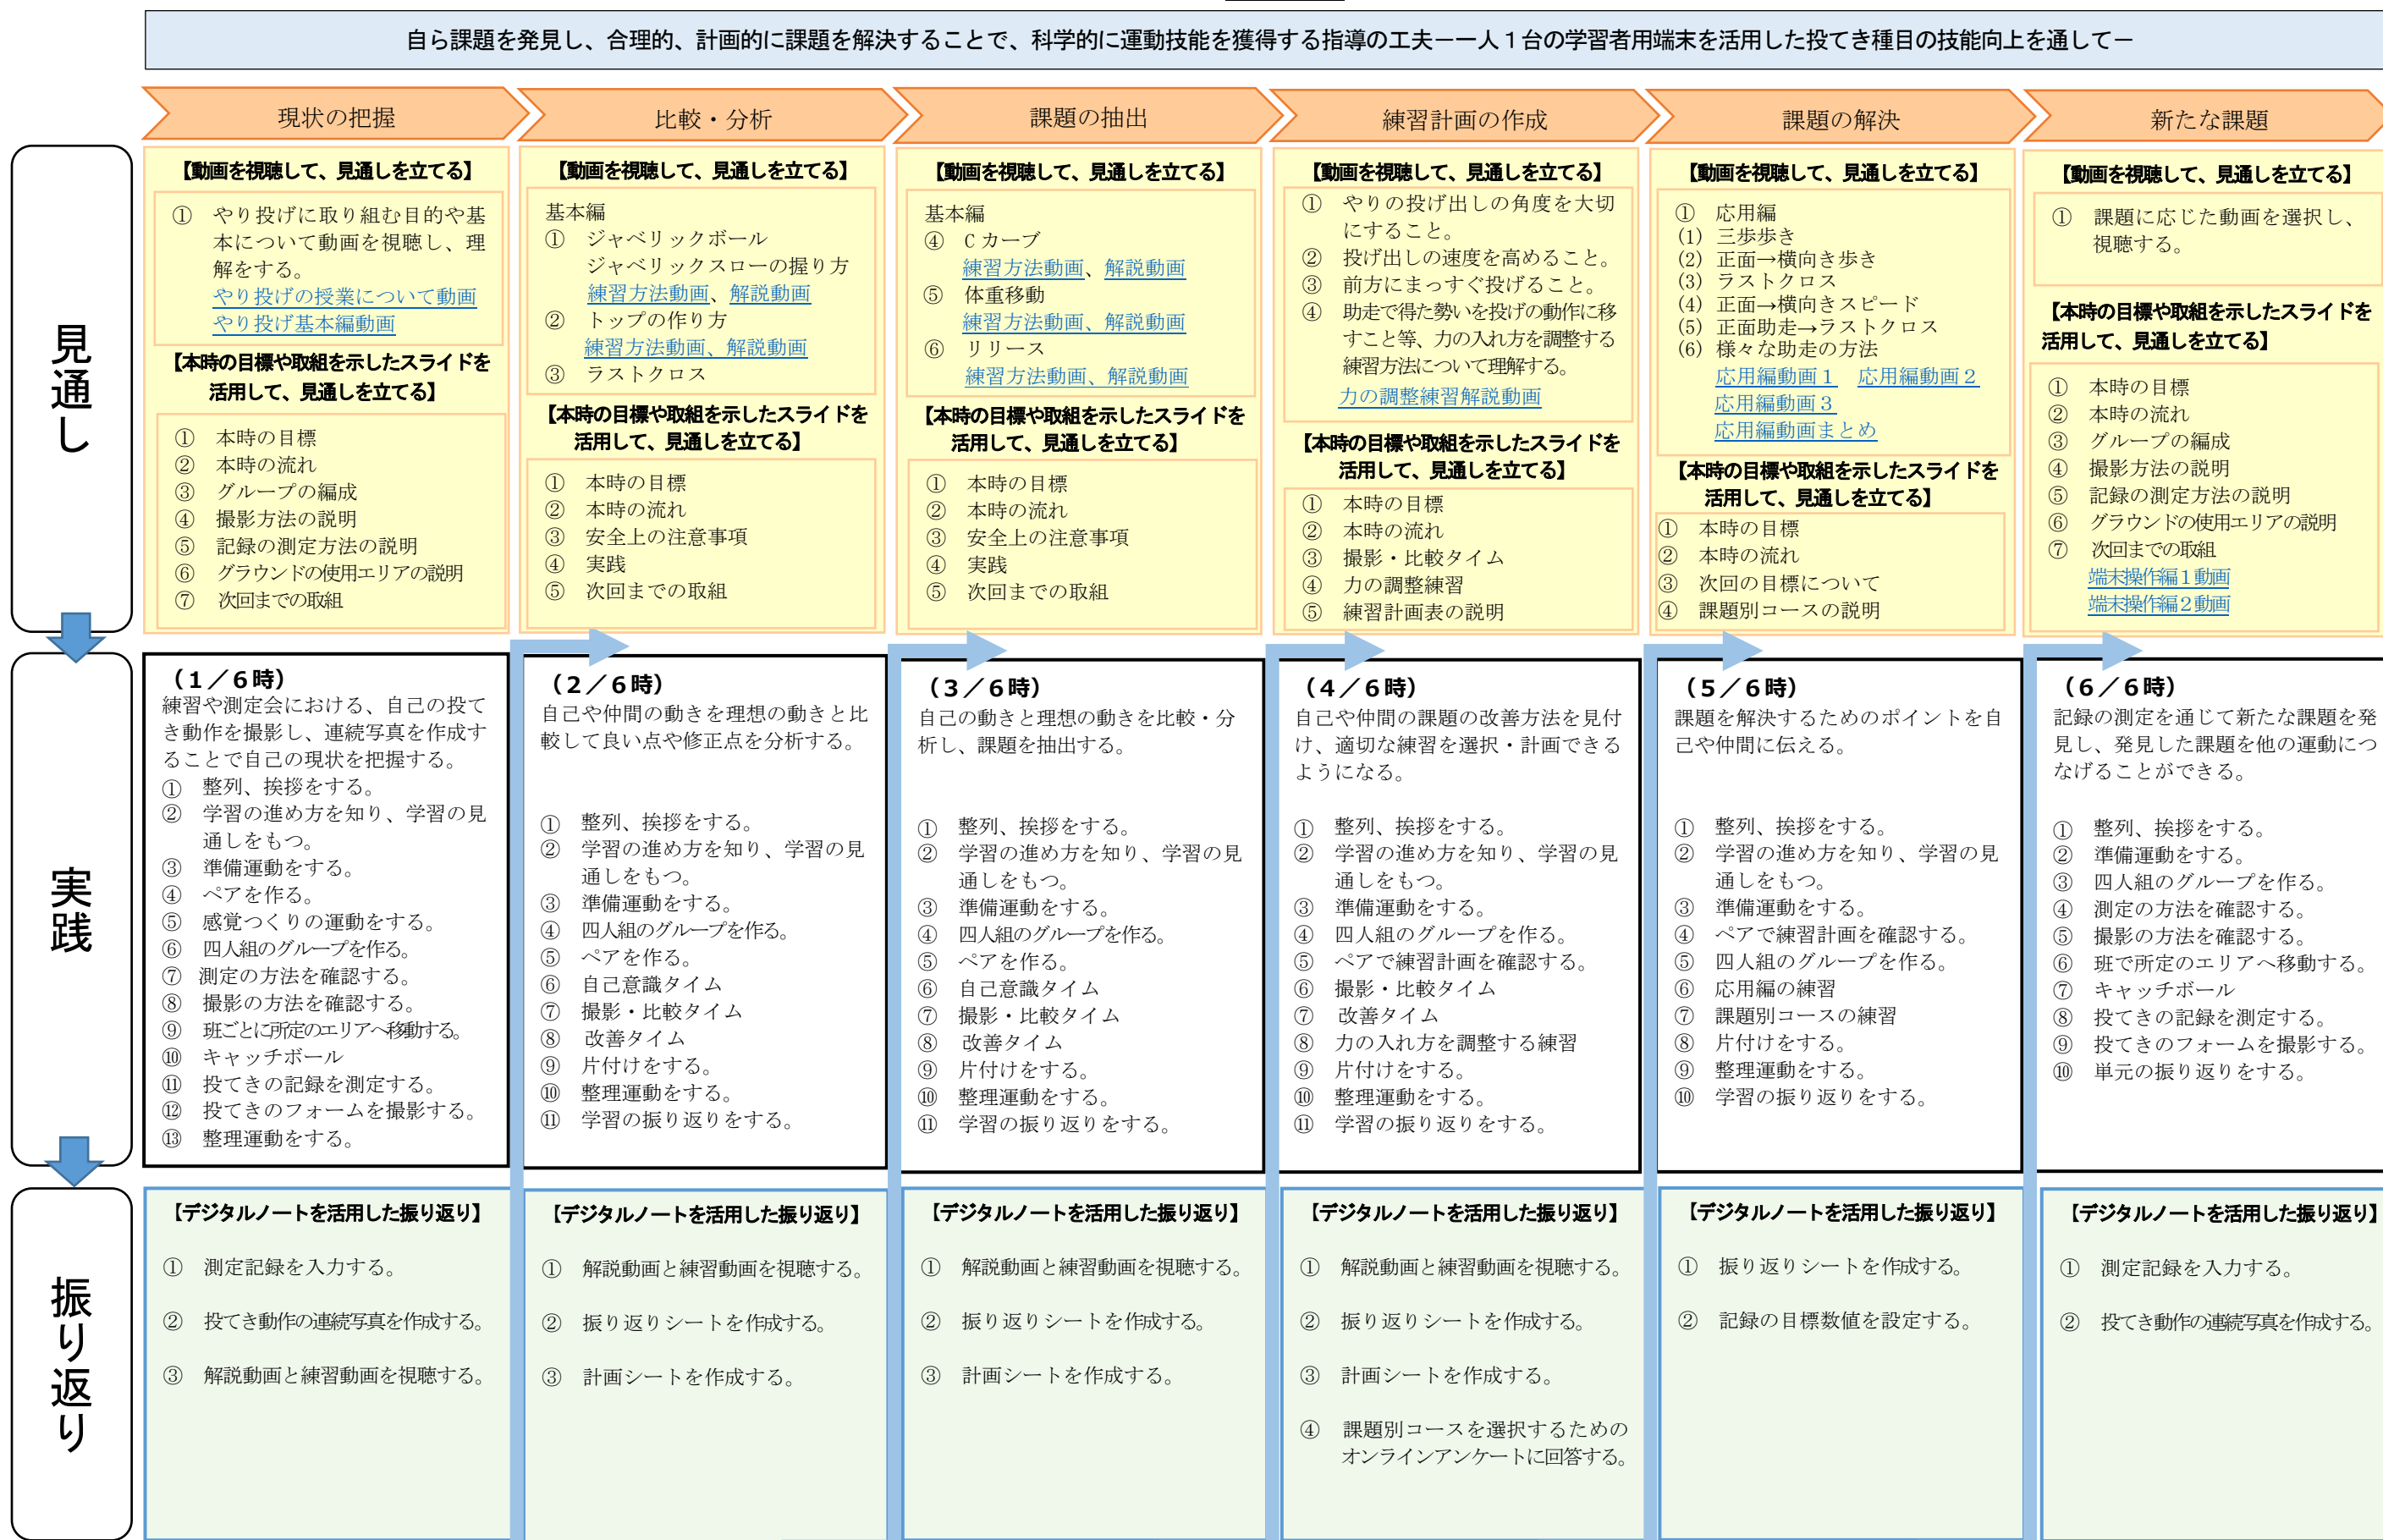 自ら課題を発見し、合理的、計画的に課題を解決することで、科学的に運動技能を獲得する指導の工夫ー一人１台の学習者用端末を活用した投てき種目の技能向上を通してー
現状の把握
比較・分析
課題の抽出
練習計画の作成
課題の解決
新たな課題
見通し
【動画を視聴して、見通しを立てる】
① やり投げに取り組む目的や基
本について動画を視聴し、理
解をする。
やり投げの授業について動画
やり投げ基本編動画
【本時の目標や取組を示したスライドを
活用して、見通しを立てる】
① 本時の目標
② 本時の流れ
③ グループの編成
④ 撮影方法の説明
⑤ 記録の測定方法の説明
⑥ グラウンドの使用エリアの説明
⑦ 次回までの取組
【動画を視聴して、見通しを立てる】
基本編
① ジャベリックボール
ジャベリックスローの握り方
練習方法動画、解説動画
② トップの作り方
練習方法動画、解説動画
③ ラストクロス
【本時の目標や取組を示したスライドを
活用して、見通しを立てる】
① 本時の目標
② 本時の流れ
③ 安全上の注意事項
④ 実践
⑤ 次回までの取組
【動画を視聴して、見通しを立てる】
基本編
④ Ｃカーブ
練習方法動画、解説動画
⑤ 体重移動
練習方法動画、解説動画
⑥ リリース
練習方法動画、解説動画
【本時の目標や取組を示したスライドを
活用して、見通しを立てる】
① 本時の目標
② 本時の流れ
③ 安全上の注意事項
④ 実践
⑤ 次回までの取組
【動画を視聴して、見通しを立てる】
① やりの投げ出しの角度を大切
にすること。
② 投げ出しの速度を高めること。
③ 前方にまっすぐ投げること。
④ 助走で得た勢いを投げの動作に移
すこと等、力の入れ方を調整する
練習方法について理解する。
力の調整練習解説動画
【本時の目標や取組を示したスライドを
活用して、見通しを立てる】
① 本時の目標
② 本時の流れ
③ 撮影・比較タイム
④ 力の調整練習
⑤ 練習計画表の説明
【動画を視聴して、見通しを立てる】
① 応用編
(1) 三歩歩き
(2) 正面→横向き歩き
(3) ラストクロス
(4) 正面→横向きスピード
(5) 正面助走→ラストクロス
(6) 様々な助走の方法
応用編動画１ 応用編動画２
応用編動画３
応用編動画まとめ
【本時の目標や取組を示したスライドを
活用して、見通しを立てる】
① 本時の目標
② 本時の流れ
③ 次回の目標について
④ 課題別コースの説明
【動画を視聴して、見通しを立てる】
① 課題に応じた動画を選択し、
視聴する。
【本時の目標や取組を示したスライドを
活用して、見通しを立てる】
① 本時の目標
② 本時の流れ
③ グループの編成
④ 撮影方法の説明
⑤ 記録の測定方法の説明
⑥ グラウンドの使用エリアの説明
⑦ 次回までの取組
端末操作編１動画
端末操作編２動画
実践
（１／６時）
練習や測定会における、自己の投て
き動作を撮影し、連続写真を作成す
ることで自己の現状を把握する。
① 整列、挨拶をする。
② 学習の進め方を知り、学習の見
通しをもつ。
③ 準備運動をする。
④ ペアを作る。
⑤ 感覚つくりの運動をする。
⑥ 四人組のグループを作る。
⑦ 測定の方法を確認する。
⑧ 撮影の方法を確認する。
⑨ 班ごとに所定のエリアへ移動する。
⑩ キャッチボール
⑪ 投てきの記録を測定する。
⑫ 投てきのフォームを撮影する。
⑬ 整理運動をする。
（２／６時）
自己や仲間の動きを理想の動きと比
較して良い点や修正点を分析する。
① 整列、挨拶をする。
② 学習の進め方を知り、学習の見
通しをもつ。
③ 準備運動をする。
④ 四人組のグループを作る。
⑤ ペアを作る。
⑥ 自己意識タイム
⑦ 撮影・比較タイム
⑧ 改善タイム
⑨ 片付けをする。
⑩ 整理運動をする。
⑪ 学習の振り返りをする。
（３／６時）
自己の動きと理想の動きを比較・分
析し、課題を抽出する。
① 整列、挨拶をする。
② 学習の進め方を知り、学習の見
通しをもつ。
③ 準備運動をする。
④ 四人組のグループを作る。
⑤ ペアを作る。
⑥ 自己意識タイム
⑦ 撮影・比較タイム
⑧ 改善タイム
⑨ 片付けをする。
⑩ 整理運動をする。
⑪ 学習の振り返りをする。
（４／６時）
自己や仲間の課題の改善方法を見付
け、適切な練習を選択・計画できる
ようになる。
① 整列、挨拶をする。
② 学習の進め方を知り、学習の見
通しをもつ。
③ 準備運動をする。
④ 四人組のグループを作る。
⑤ ペアで練習計画を確認する。
⑥ 撮影・比較タイム
⑦ 改善タイム
⑧ 力の入れ方を調整する練習
⑨ 片付けをする。
⑩ 整理運動をする。
⑪ 学習の振り返りをする。
（５／６時）
課題を解決するためのポイントを自
己や仲間に伝える。
① 整列、挨拶をする。
② 学習の進め方を知り、学習の見
通しをもつ。
③ 準備運動をする。
④ ペアで練習計画を確認する。
⑤ 四人組のグループを作る。
⑥ 応用編の練習
⑦ 課題別コースの練習
⑧ 片付けをする。
⑨ 整理運動をする。
⑩ 学習の振り返りをする。
（６／６時）
記録の測定を通じて新たな課題を発
見し、発見した課題を他の運動につ
なげることができる。
① 整列、挨拶をする。
② 準備運動をする。
③ 四人組のグループを作る。
④ 測定の方法を確認する。
⑤ 撮影の方法を確認する。
⑥ 班で所定のエリアへ移動する。
⑦ キャッチボール
⑧ 投てきの記録を測定する。
⑨ 投てきのフォームを撮影する。
⑩ 単元の振り返りをする。
振り返り
【デジタルノートを活用した振り返り】
① 測定記録を入力する。
② 投てき動作の連続写真を作成する。
③ 解説動画と練習動画を視聴する。
【デジタルノートを活用した振り返り】
① 解説動画と練習動画を視聴する。
② 振り返りシートを作成する。
③ 計画シートを作成する。
【デジタルノートを活用した振り返り】
① 解説動画と練習動画を視聴する。
② 振り返りシートを作成する。
③ 計画シートを作成する。
【デジタルノートを活用した振り返り】
① 解説動画と練習動画を視聴する。
② 振り返りシートを作成する。
③ 計画シートを作成する。
④ 課題別コースを選択するための
オンラインアンケートに回答する。
【デジタルノートを活用した振り返り】
① 振り返りシートを作成する。
② 記録の目標数値を設定する。
【デジタルノートを活用した振り返り】
① 測定記録を入力する。
② 投てき動作の連続写真を作成する。